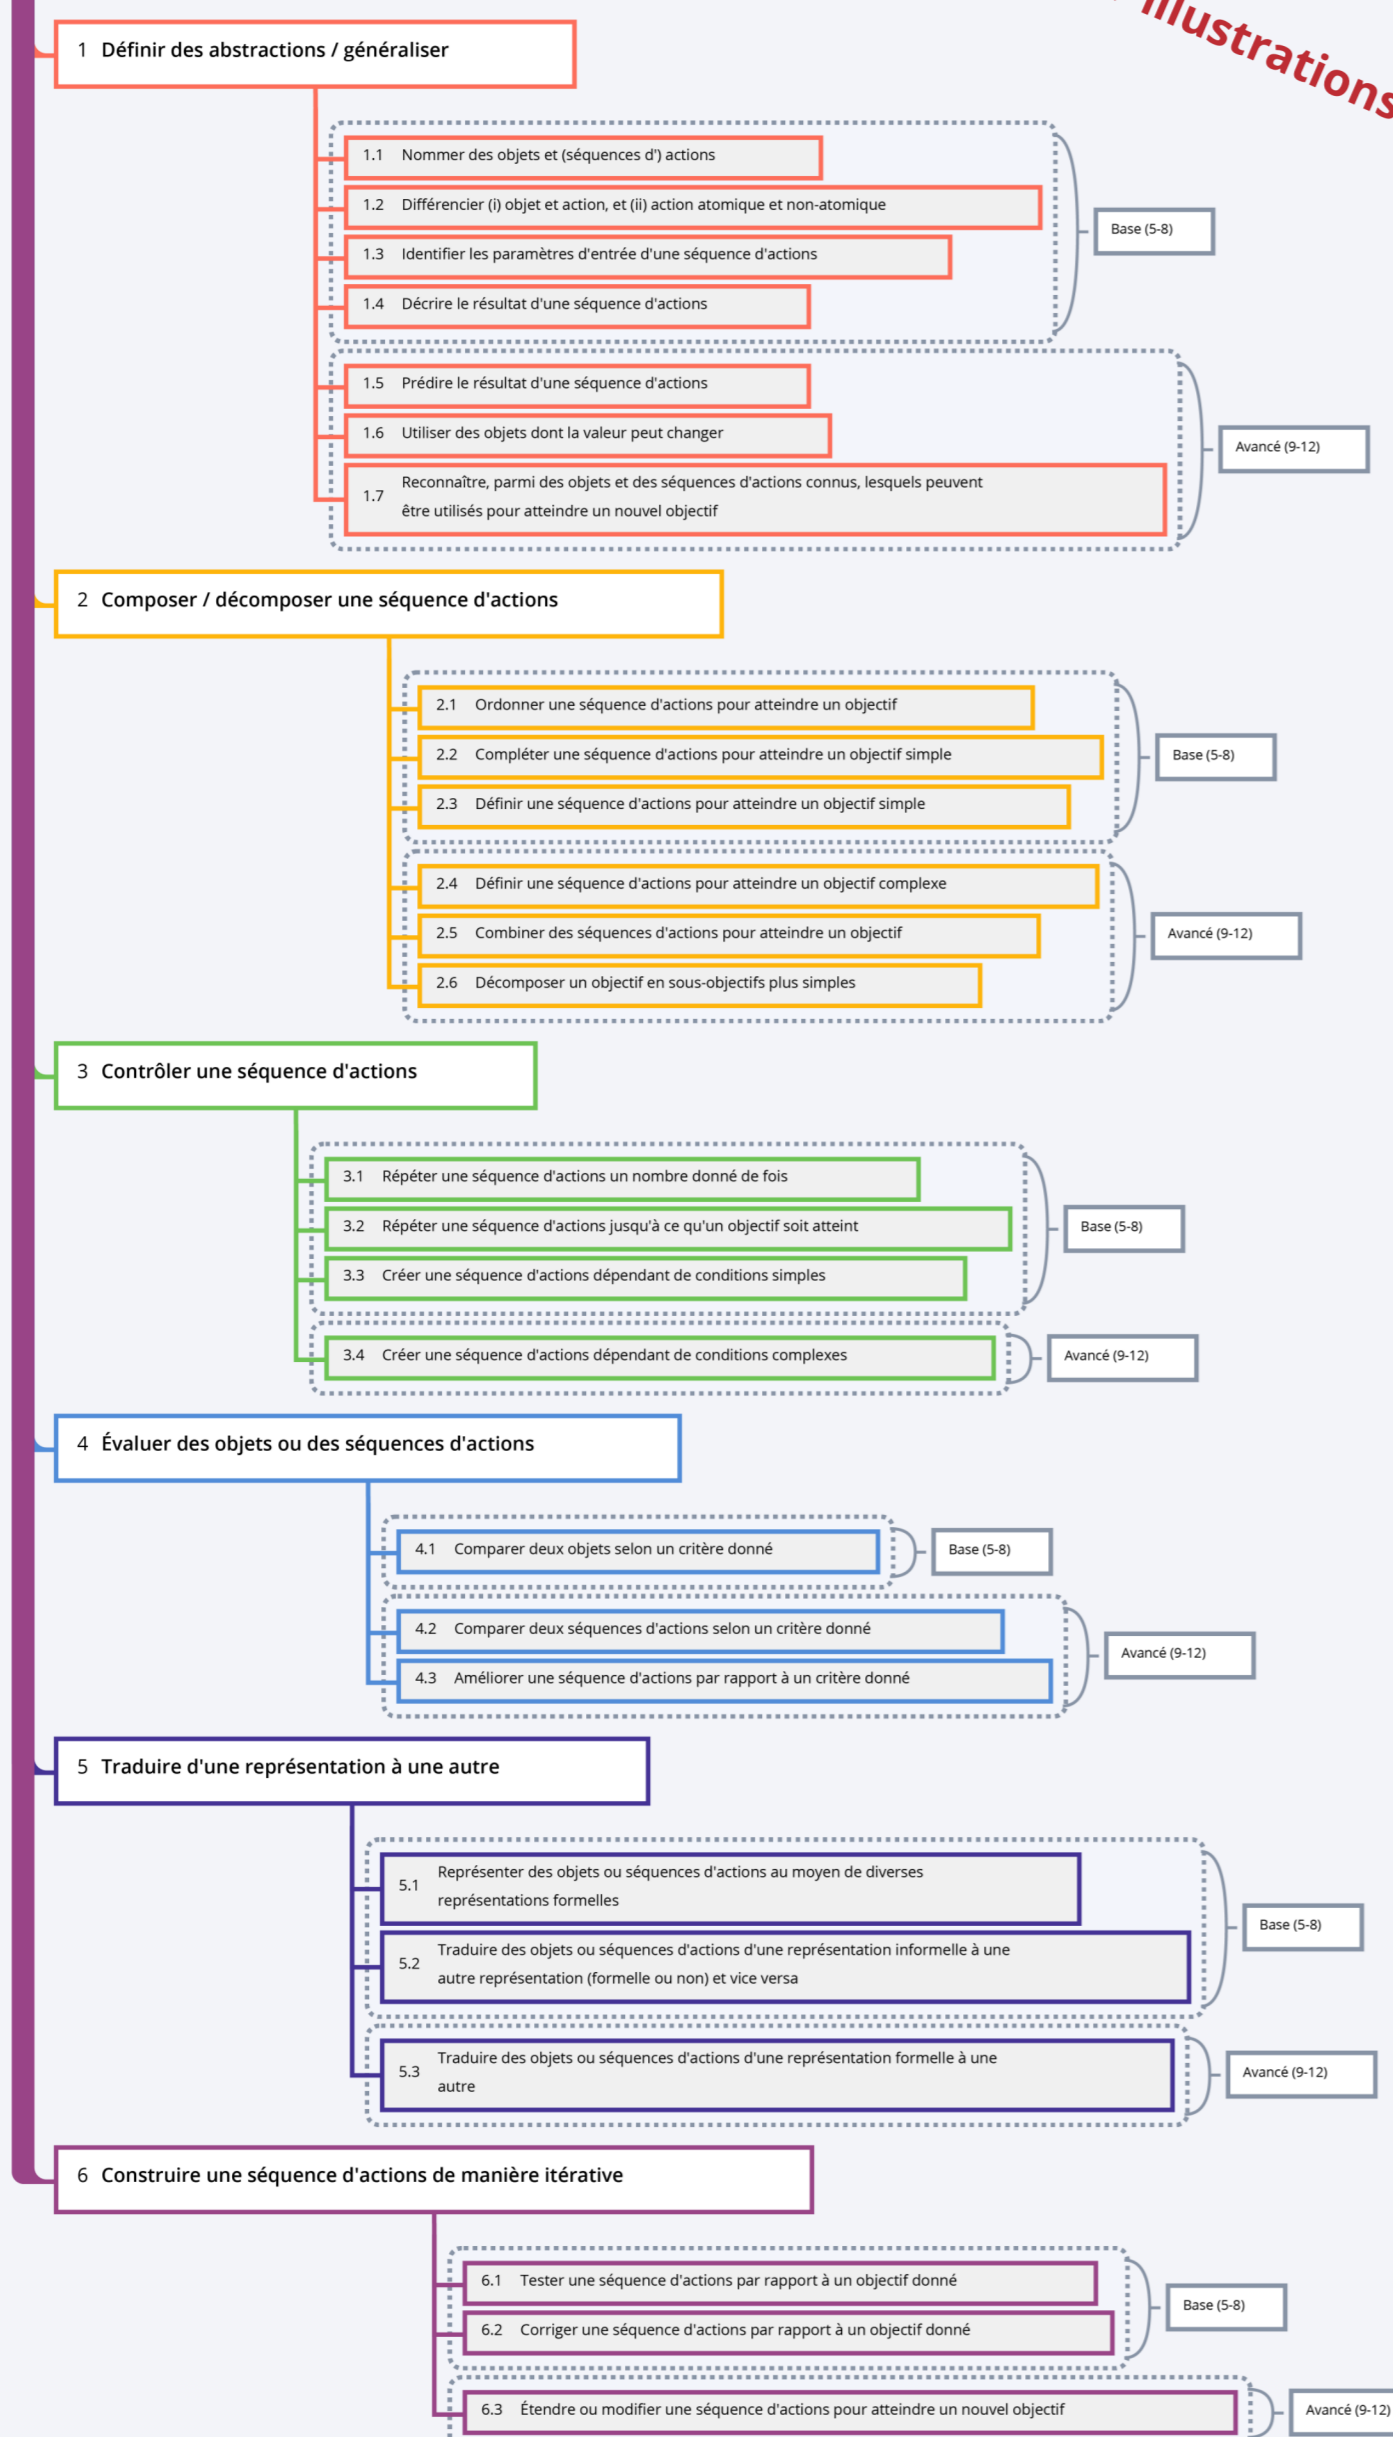 illustrations
1 Définir des abstractions / généraliser
1.1 Nommer des objets et (séquences d') actions
1.2 Différencier (i) objet et action, et (ii) action atomique et non-atomique
Base (5-8)
1.3 Identifier les paramètres d'entrée d'une séquence d'actions
1.4 Décrire le résultat d'une séquence d'actions
1.5 Prédire le résultat d'une séquence d'actions
1.6 Utiliser des objets dont la valeur peut changer
Avancé (9-12)
1.7 Reconnaître, parmi des objets et des séquences d'actions connus, lesquels peuvent
être utilisés pour atteindre un nouvel objectif
2 Composer / décomposer une séquence d'actions
2.1 Ordonner une séquence d'actions pour atteindre un objectif
2.2 Compléter une séquence d'actions pour atteindre un objectif simple
Base (5-8)
2.3 Définir une séquence d'actions pour atteindre un objectif simple
2.4 Définir une séquence d'actions pour atteindre un objectif complexe
2.5 Combiner des séquences d'actions pour atteindre un objectif
Avancé (9-12)
2.6 Décomposer un objectif en sous-objectifs plus simples
3 Contrôler une séquence d'actions
3.1 Répéter une séquence d'actions un nombre donné de fois
3.2 Répéter une séquence d'actions jusqu'à ce qu'un objectif soit atteint
Base (5-8)
3.3 Créer une séquence d'actions dépendant de conditions simples
3.4 Créer une séquence d'actions dépendant de conditions complexes
Avancé (9-12)
4 Évaluer des objets ou des séquences d'actions
4.1 Comparer deux objets selon un critère donné
Base (5-8)
4.2 Comparer deux séquences d'actions selon un critère donné
Avancé (9-12)
4.3 Améliorer une séquence d'actions par rapport à un critère donné
5 Traduire d'une représentation à une autre
5.1 Représenter des objets ou séquences d'actions au moyen de diverses
représentations formelles
Base (5-8)
5.2 Traduire des objets ou séquences d'actions d'une représentation informelle à une
autre représentation (formelle ou non) et vice versa
5.3 Traduire des objets ou séquences d'actions d'une représentation formelle à une
autre
Avancé (9-12)
6 Construire une séquence d'actions de manière itérative
6.1 Tester une séquence d'actions par rapport à un objectif donné
Base (5-8)
6.2 Corriger une séquence d'actions par rapport à un objectif donné
6.3 Étendre ou modifier une séquence d'actions pour atteindre un nouvel objectif
Avancé (9-12)